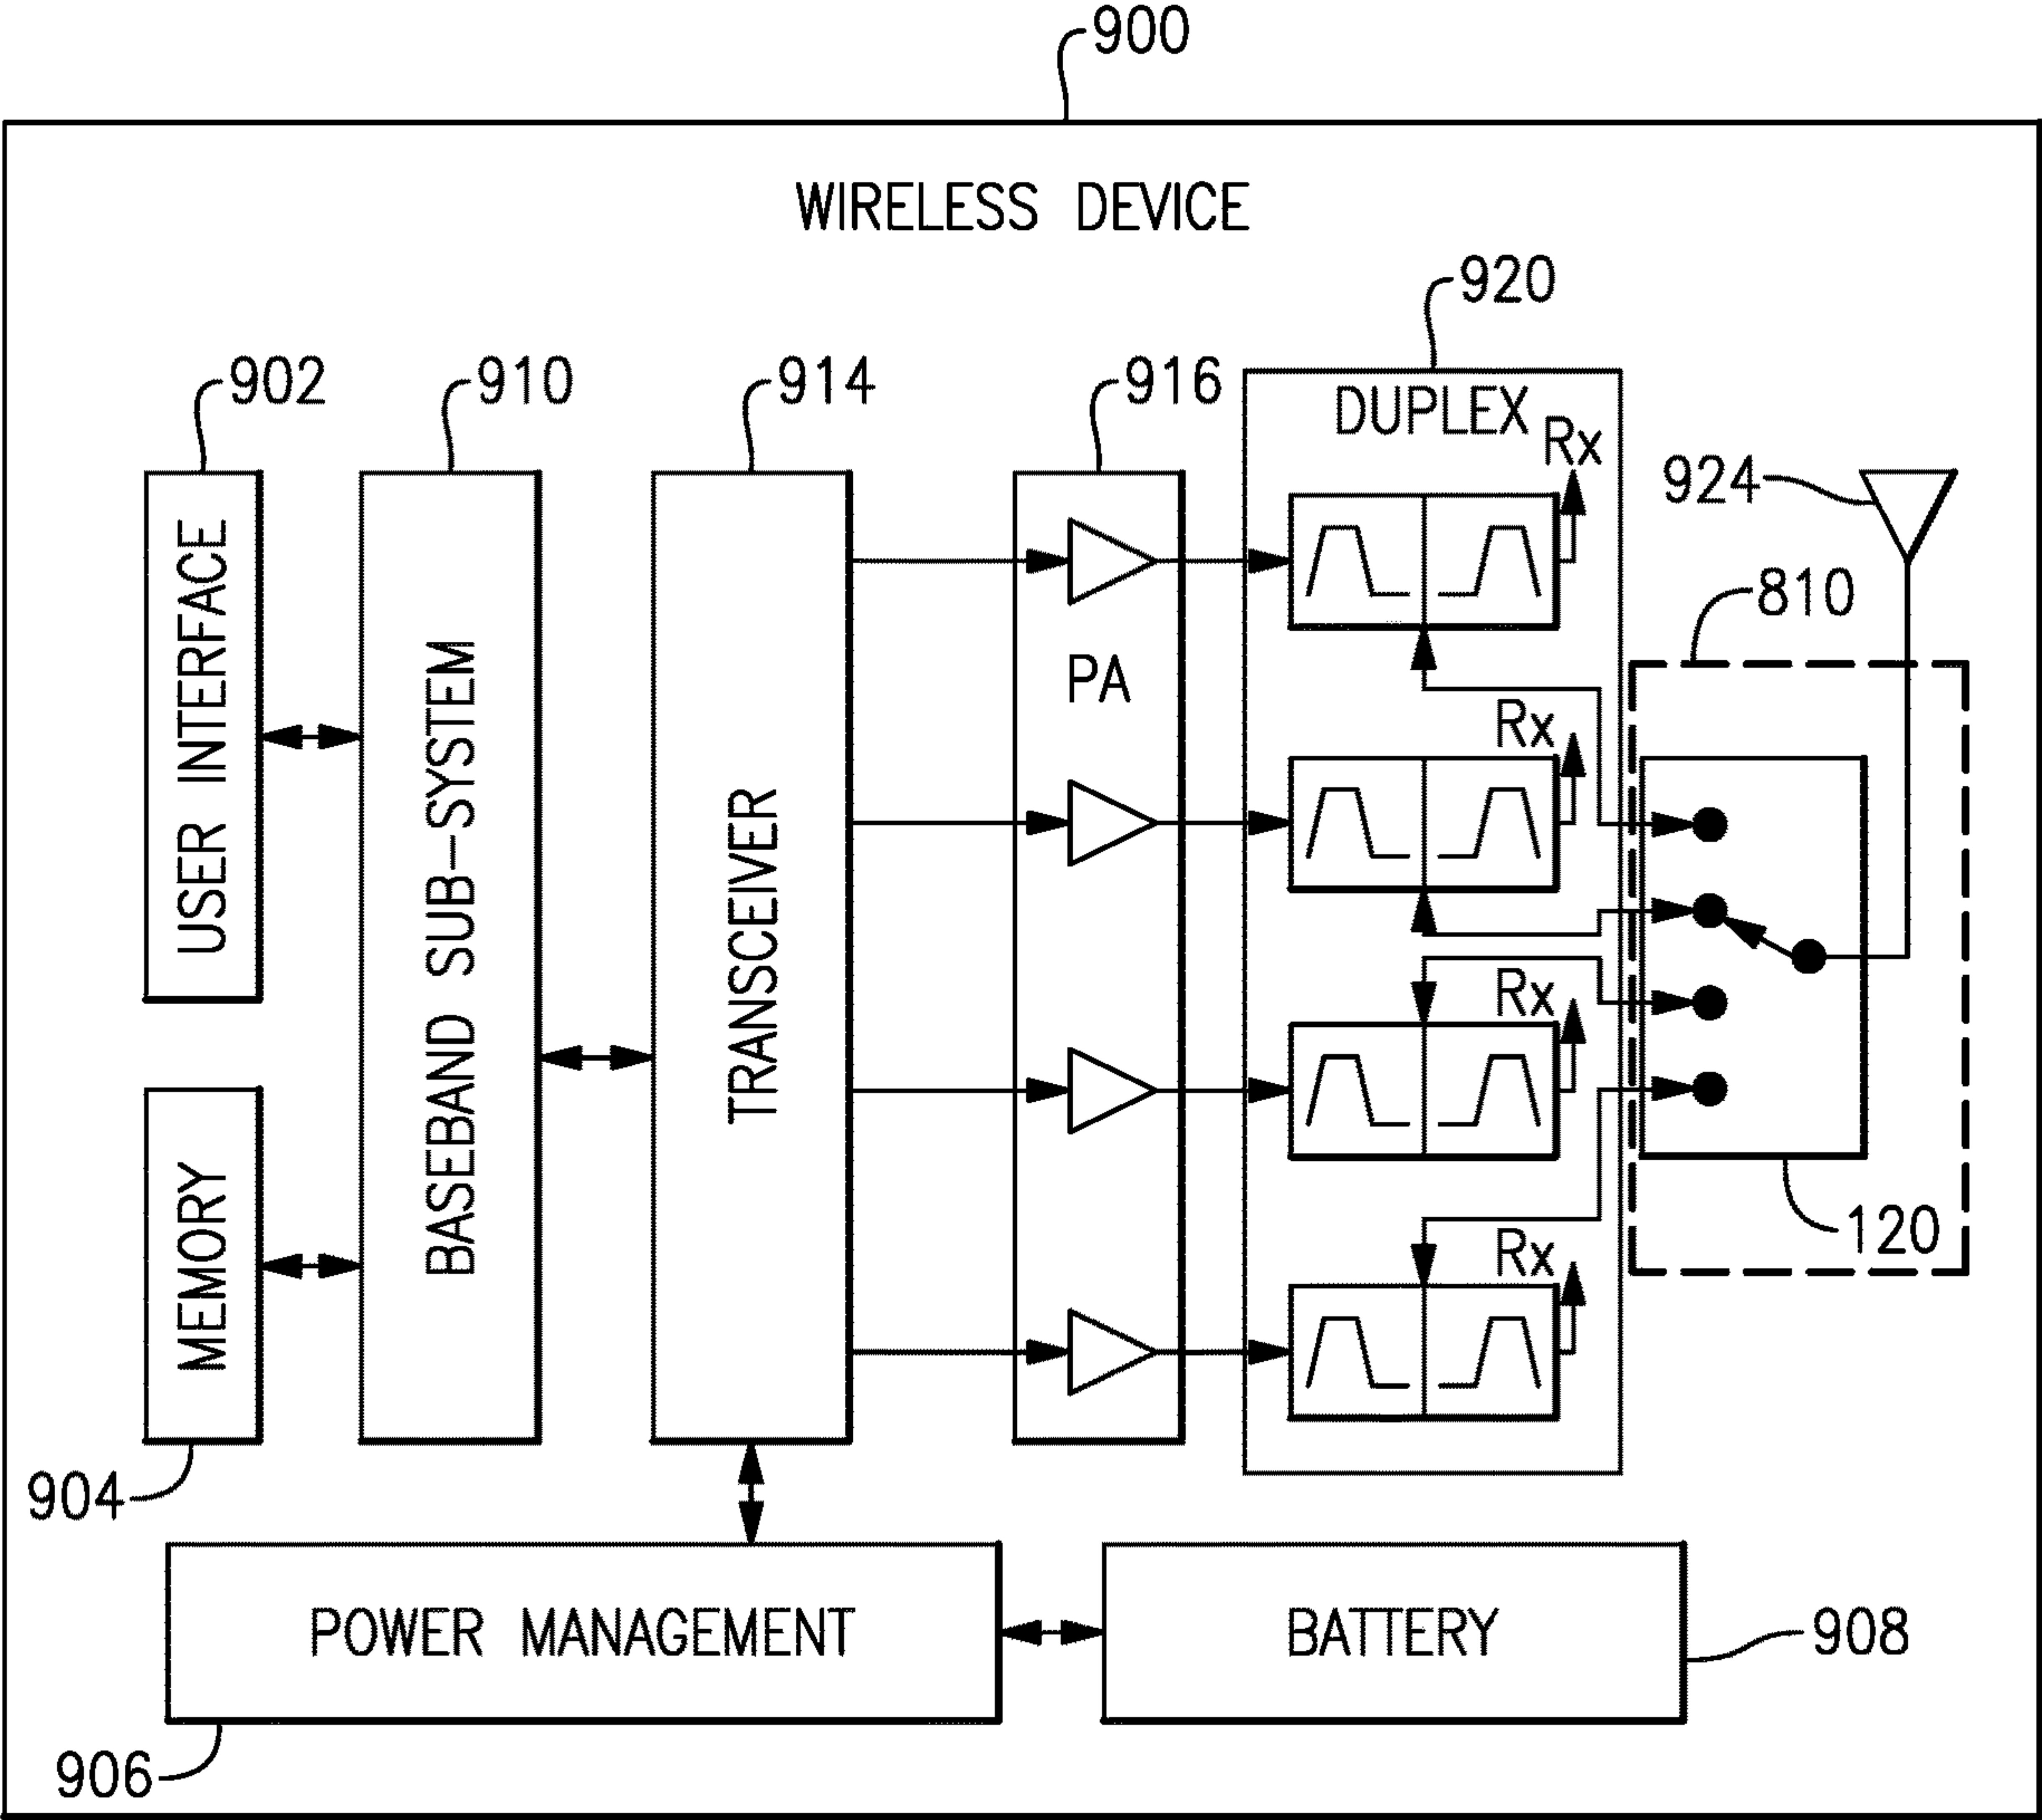 900
WIRELESS DEVICE
920
902
910
914
916
DUPLEX
Rx
924
USER INTERFACE
BASEBAND SUB-SYSTEM
TRANSCEIVER
PA
810
Rx
Rx
MEMORY
120
Rx
904
POWER MANAGEMENT
BATTERY
908
906